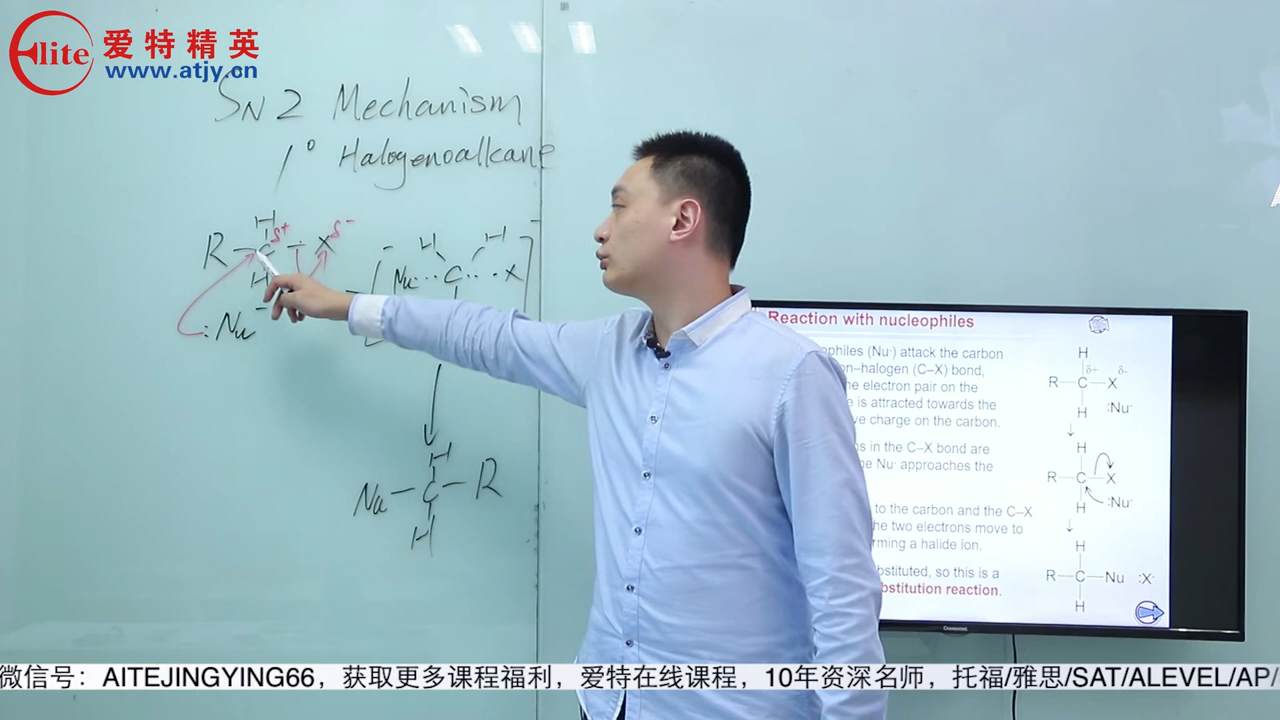 Elite 爱特精英
www.atjy.cn
SN2 Mechanism
1° Halogenoalkane
H
R-C-X
δ+ δ-
H
:Nu-
[Nu···C···X]-
H H
H
Nu-C-R
H
Reaction with nucleophiles
ophiles (Nu-) attack the carbon
on–halogen (C–X) bond,
he electron pair on the
e is attracted towards the
ve charge on the carbon.
s in the C–X bond are
he Nu- approaches the
to the carbon and the C–X
he two electrons move to
rming a halide ion.
bstituted, so this is a
bstitution reaction.
H
δ+ δ-
R—C—X
H :Nu-
H
R—C—X
H :Nu-
H
R—C—Nu :X-
H
CHANGHONG
微信号：AITEJINGYING66，获取更多课程福利，爱特在线课程，10年资深名师，托福/雅思/SAT/ALEVEL/AP/